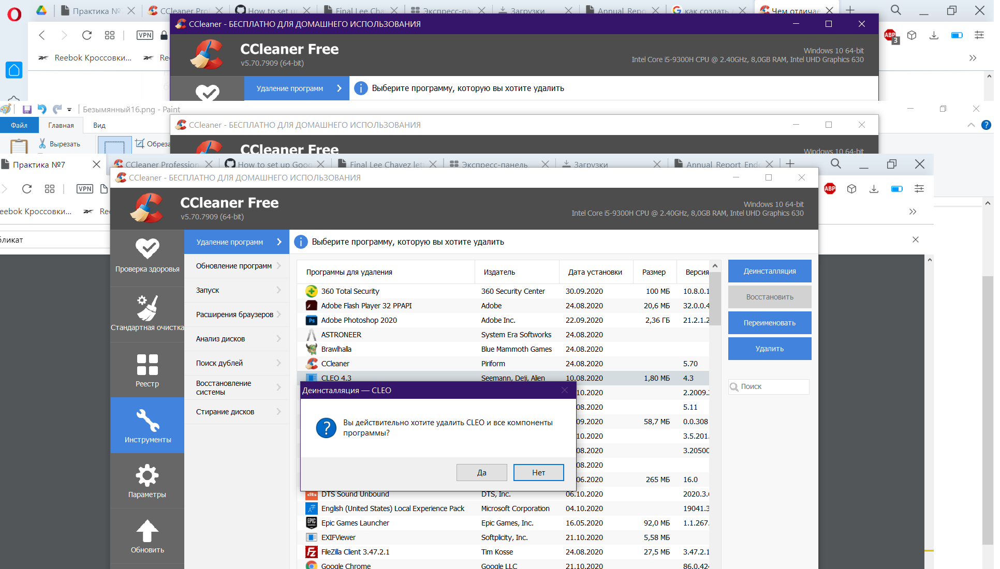 Практика №
CCleaner Pro
How to set u
Final Lee Cha
Экспресс-па
Загрузки
Annual Repo
как создать
Чем отличае
CCleaner - БЕСПЛАТНО ДЛЯ ДОМАШНЕГО ИСПОЛЬЗОВАНИЯ
VPN
ABP
3
CCleaner Free
v5.70.7909 (64-bit)
Windows 10 64-bit
Intel Core i5-9300H CPU @ 2.40GHz, 8,0GB RAM, Intel UHD Graphics 630
Reebok Кроссовки...
Re
Удаление программ
Выберите программу, которую вы хотите удалить
Безымянный16.png - Paint
Файл
Главная
Вид
CCleaner - БЕСПЛАТНО ДЛЯ ДОМАШНЕГО ИСПОЛЬЗОВАНИЯ
Вырезать
Обреза
CCleaner Free
Windows 10 64-bit
Практика №7
CCleaner Profession
How to set up Goo
Final Lee Chavez let
Экспресс-панель
Загрузки
Annual_Report_End
CCleaner - БЕСПЛАТНО ДЛЯ ДОМАШНЕГО ИСПОЛЬЗОВАНИЯ
VPN
ABP
CCleaner Free
v5.70.7909 (64-bit)
Windows 10 64-bit
Intel Core i5-9300H CPU @ 2.40GHz, 8,0GB RAM, Intel UHD Graphics 630
eebok Кроссовки...
Re
бликат
Проверка здоровья
Стандартная очистка
Реестр
Инструменты
Параметры
Обновить
Удаление программ
Обновление программ
Запуск
Расширения браузеров
Анализ дисков
Поиск дублей
Восстановление
системы
Стирание дисков
Выберите программу, которую вы хотите удалить
Программы для удаления Издатель Дата установки Размер Версия
360 Total Security 360 Security Center 30.09.2020 100 МБ 10.8.0.1
Adobe Flash Player 32 PPAPI Adobe 24.08.2020 20,6 МБ 32.0.0.4
Adobe Photoshop 2020 Adobe Inc. 22.09.2020 2,36 ГБ 21.2.1.2
ASTRONEER System Era Softworks 24.08.2020
Brawlhalla Blue Mammoth Games 24.08.2020
CCleaner Piriform 24.08.2020 5.70
CLEO 4.3 Seemann, Deji, Alien 10.08.2020 1,80 МБ 4.3
.10.2020 2.2009.
08.2020 5.11
09.2020 58,7 МБ 0.0.308
.10.2020 3.5.201.
08.2020 3.20500
08.2020
06.2020 265 МБ 16.0
DTS Sound Unbound DTS, Inc. 06.10.2020 2020.3.
English (United States) Local Experience Pack Microsoft Corporation 04.10.2020 19041.3
Epic Games Launcher Epic Games, Inc. 16.05.2020 92,0 МБ 1.1.267.
EXIFViewer Softplicity, Inc. 21.10.2020 5,58 МБ
FileZilla Client 3.47.2.1 Tim Kosse 24.08.2020 27,5 МБ 3.47.2.1
Google Chrome Google LLC 21.10.2020 86.0.424
Деинсталляция — CLEO
Вы действительно хотите удалить CLEO и все компоненты
программы?
Да
Нет
Деинсталляция
Восстановить
Переименовать
Удалить
Поиск